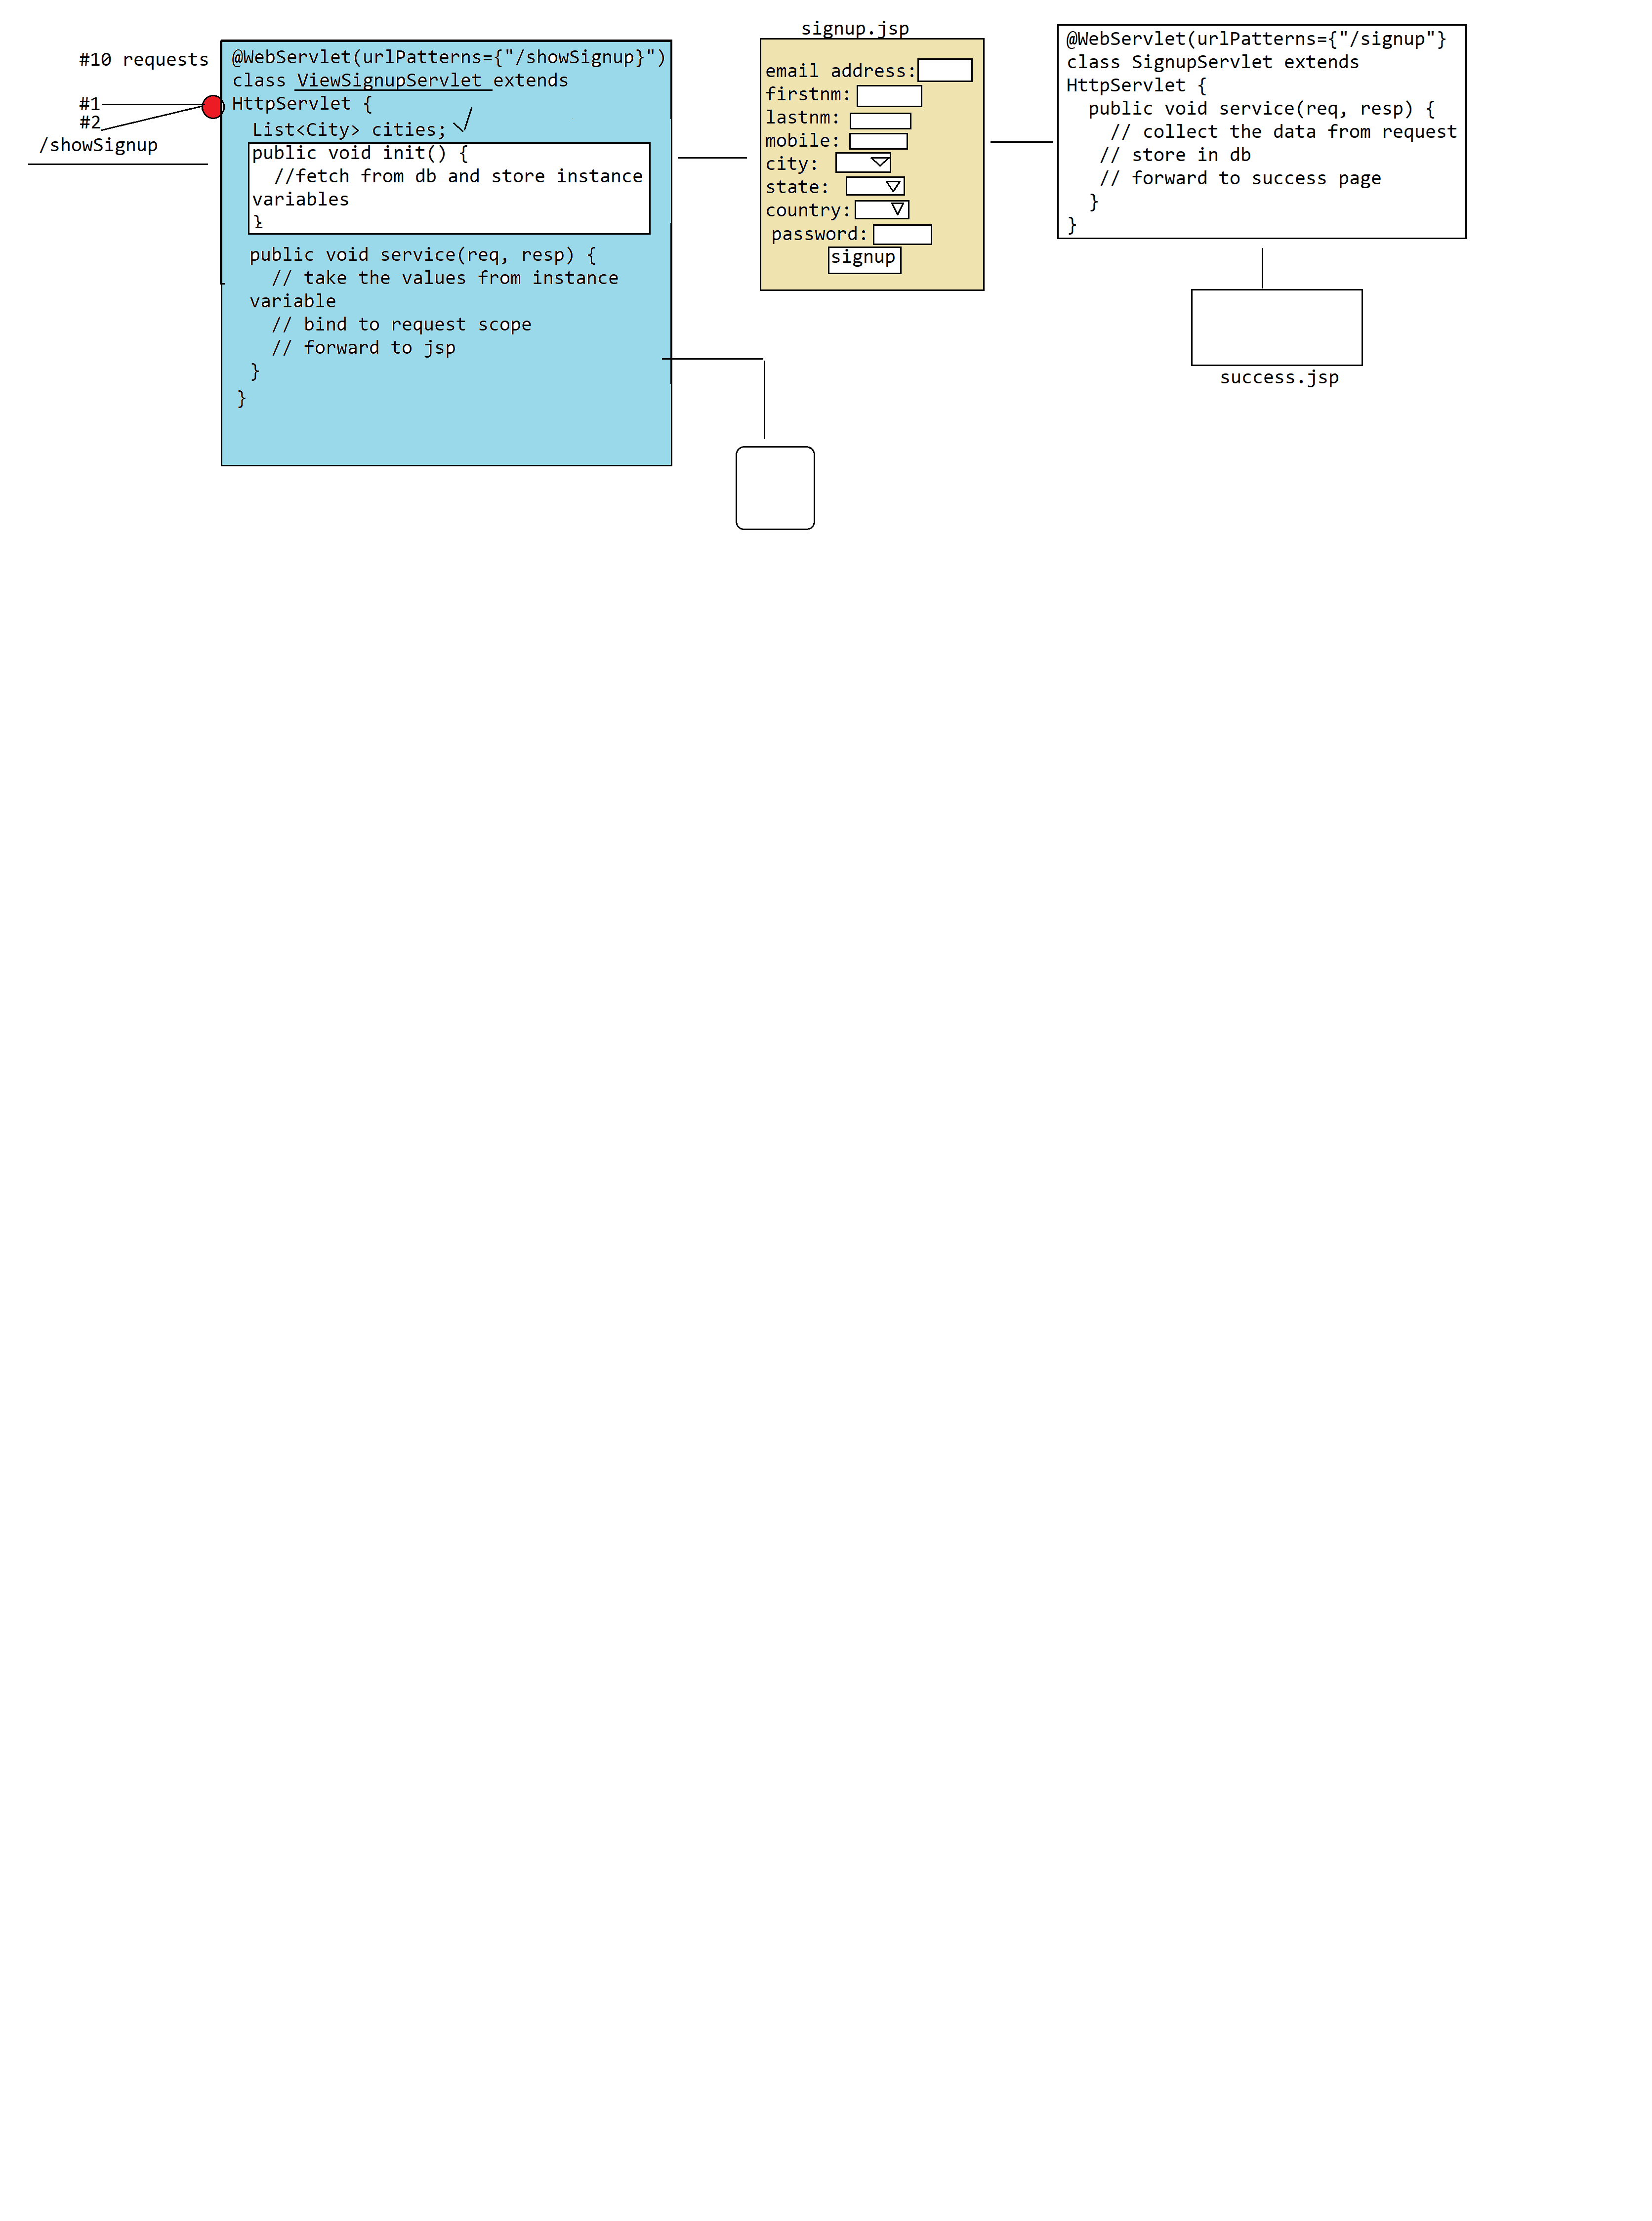 #10 requests
#1
#2
/showSignup
@WebServlet(urlPatterns={"/showSignup}")
class ViewSignupServlet extends
HttpServlet {
List<City> cities;
public void init() {
//fetch from db and store instance
variables
}
public void service(req, resp) {
// take the values from instance
variable
// bind to request scope
// forward to jsp
}
}
signup.jsp
email address:
firstnm:
lastnm:
mobile:
city:
state:
country:
password:
signup
@WebServlet(urlPatterns={"/signup"}
class SignupServlet extends
HttpServlet {
public void service(req, resp) {
// collect the data from request
// store in db
// forward to success page
}
}
success.jsp